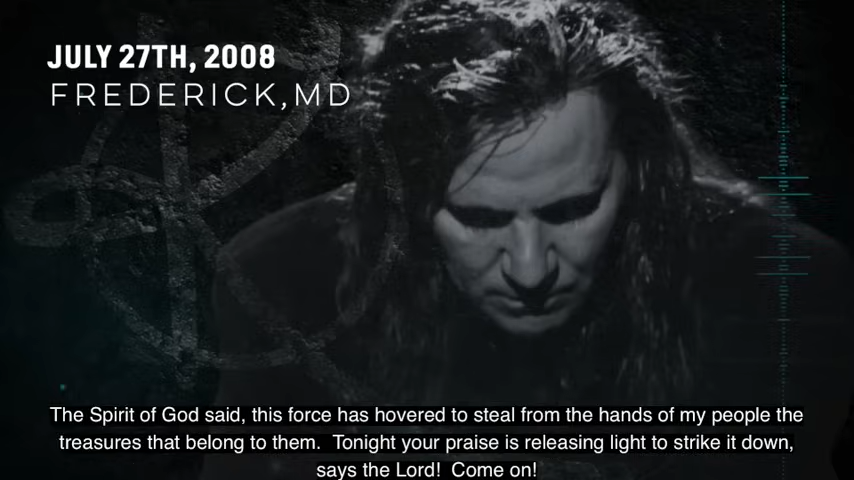 JULY 27TH, 2008
FREDERICK,MD
The Spirit of God said, this force has hovered to steal from the hands of my people the
treasures that belong to them.  Tonight your praise is releasing light to strike it down,
says the Lord!  Come on!